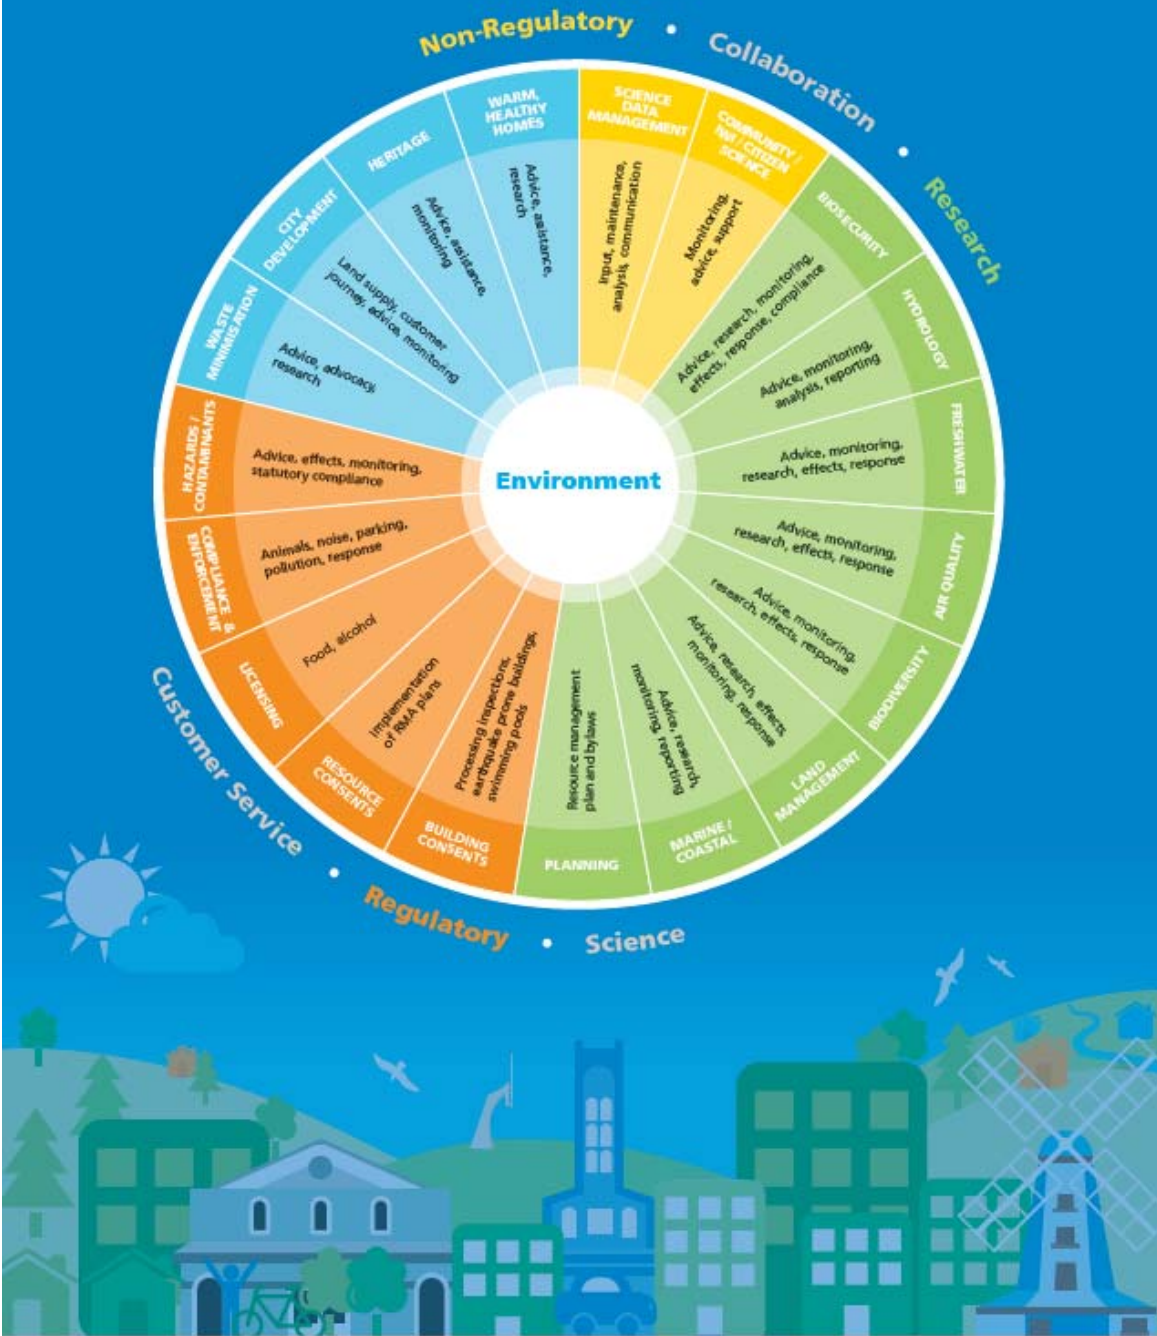 Non-Regulatory • Collaboration • Research
WARM,
HEALTHY
HOMES
Advice, assistance,
research
SCIENCE
DATA
MANAGEMENT
Input, maintenance,
analysis, communication
COMMUNITY /
IWI / CITIZEN
SCIENCE
Monitoring,
advice, support
BIOSECURITY
Advice, research, monitoring,
effects, response, compliance
HYDROLOGY
Advice, monitoring,
analysis, reporting
FRESHWATER
Advice, monitoring,
research, effects, response
AIR QUALITY
Advice, monitoring,
research, effects, response
BIODIVERSITY
Advice, monitoring,
research, effects, response
LAND
MANAGEMENT
Advice, research, effects,
monitoring, response
MARINE /
COASTAL
Advice, research,
monitoring, reporting
PLANNING
Resource management
plan and bylaws
BUILDING
CONSENTS
Processing inspections,
earthquake prone buildings,
swimming pools
RESOURCE
CONSENTS
Implementation
of RMA plans
LICENSING
Food, alcohol
COMPLIANCE &
ENFORCEMENT
Animals, noise, parking,
pollution, response
HAZARDS /
CONTAMINANTS
Advice, effects, monitoring,
statutory compliance
WASTE
MINIMISATION
Advice, advocacy,
research
CITY
DEVELOPMENT
Land supply, customer
journey, advice, monitoring
HERITAGE
Advice, assistance,
monitoring
Environment
Customer Service • Regulatory • Science